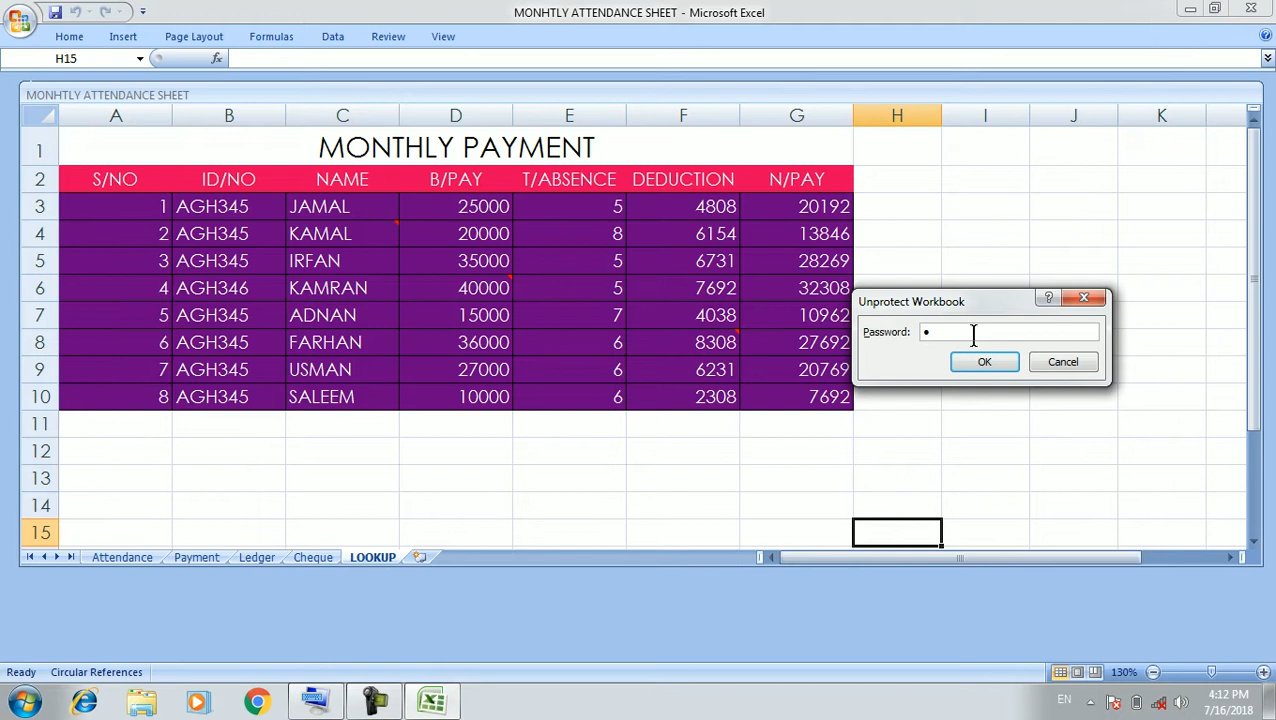 MONHTLY ATTENDANCE SHEET - Microsoft Excel
Home Insert Page Layout Formulas Data Review View
H15 fx
MONHTLY ATTENDANCE SHEET
A B C D E F G H I J K
1 MONTHLY PAYMENT
2 S/NO ID/NO NAME B/PAY T/ABSENCE DEDUCTION N/PAY
3 1 AGH345 JAMAL 25000 5 4808 20192
4 2 AGH345 KAMAL 20000 8 6154 13846
5 3 AGH345 IRFAN 35000 5 6731 28269
6 4 AGH346 KAMRAN 40000 5 7692 32308
7 5 AGH345 ADNAN 15000 7 4038 10962
8 6 AGH345 FARHAN 36000 6 8308 27692
9 7 AGH345 USMAN 27000 6 6231 20769
10 8 AGH345 SALEEM 10000 6 2308 7692
11
12
13
14
15
Unprotect Workbook
Password: •
OK Cancel
Attendance Payment Ledger Cheque LOOKUP
Ready Circular References 130%
EN 4:12 PM
7/16/2018